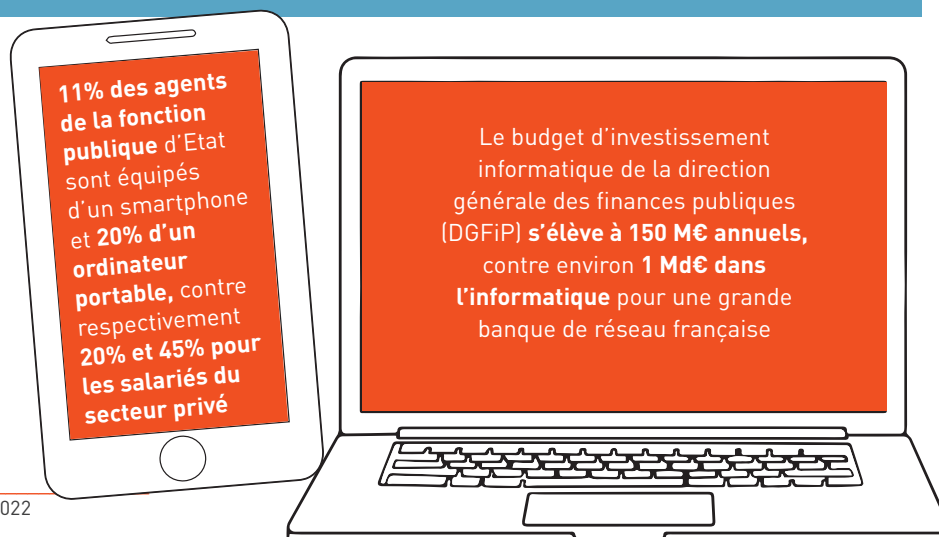 11% des agents
de la fonction
publique d'Etat
sont équipés
d'un smartphone
et 20% d'un
ordinateur
portable, contre
respectivement
20% et 45% pour
les salariés du
secteur privé
Le budget d'investissement
informatique de la direction
générale des finances publiques
(DGFiP) s'élève à 150 M€ annuels,
contre environ 1 Md€ dans
l'informatique pour une grande
banque de réseau française
022